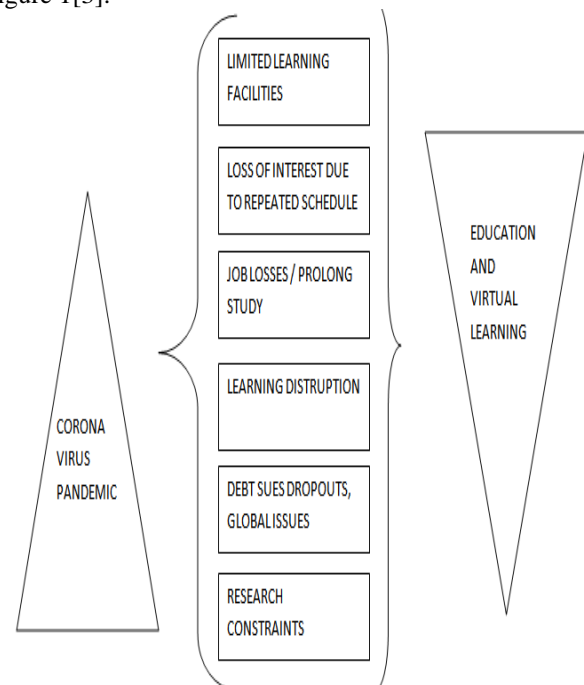 igure 1[3].
LIMITED LEARNING
FACILITIES
LOSS OF INTEREST DUE
TO REPEATED SCHEDULE
JOB LOSSES / PROLONG
STUDY
LEARNING DISTRUPTION
DEBT SUES DROPOUTS,
GLOBAL ISSUES
RESEARCH
CONSTRAINTS
CORONA
VIRUS
PANDEMIC
EDUCATION
AND
VIRTUAL
LEARNING